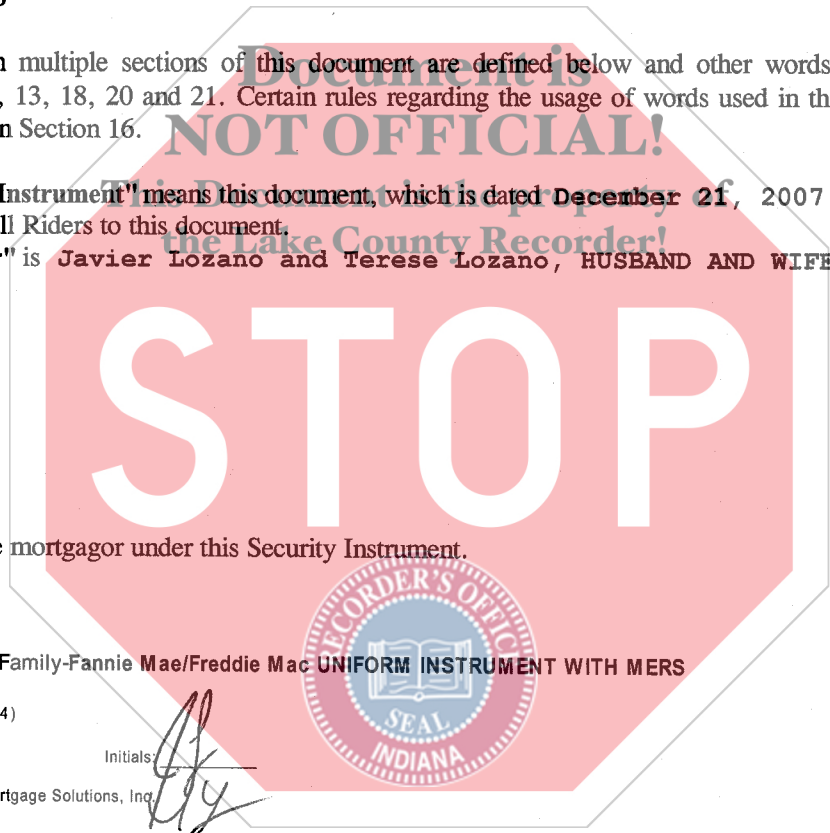 multiple sections of this document are defined below and other words
, 13, 18, 20 and 21. Certain rules regarding the usage of words used in th
n Section 16.
Document is
NOT OFFICIAL!
This Document is the property of
the Lake County Recorder!
Instrument" means this document, which is dated December 21, 2007
ll Riders to this document.
" is Javier Lozano and Terese Lozano, HUSBAND AND WIFE
STOP
e mortgagor under this Security Instrument.
RECORDER'S OFFICE
SEAL
INDIANA
Family-Fannie Mae/Freddie Mac UNIFORM INSTRUMENT WITH MERS
4)
Initials:
rtgage Solutions, Inc.